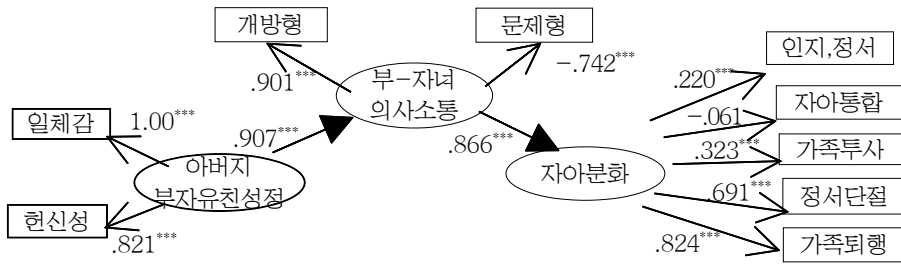 개방형
문제형
인지,정서
.901***
부-자녀
의사소통
-.742***
.220***
일체감
1.00***
-.061
자아통합
.907***
.866***
.323***
가족투사
아버지
부자유친성정
자아분화
.691***
정서단절
헌신성
.821***
.824***
가족퇴행